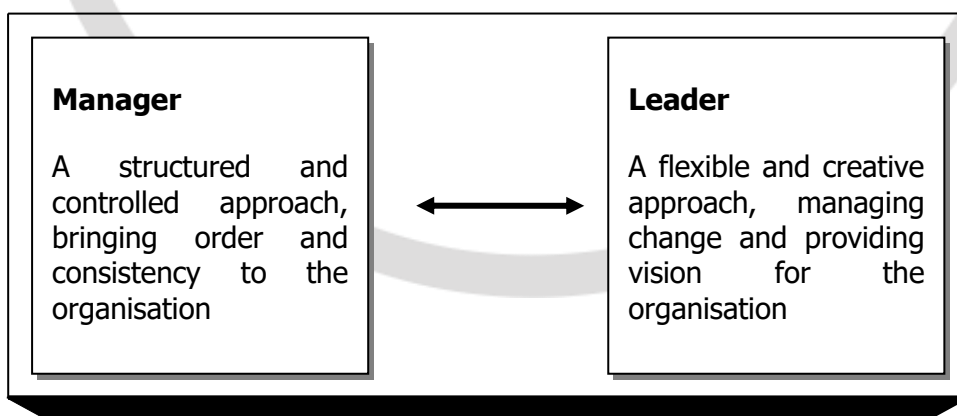 Manager
A structured and
controlled approach,
bringing order and
consistency to the
organisation
Leader
A flexible and creative
approach, managing
change and providing
vision for the
organisation